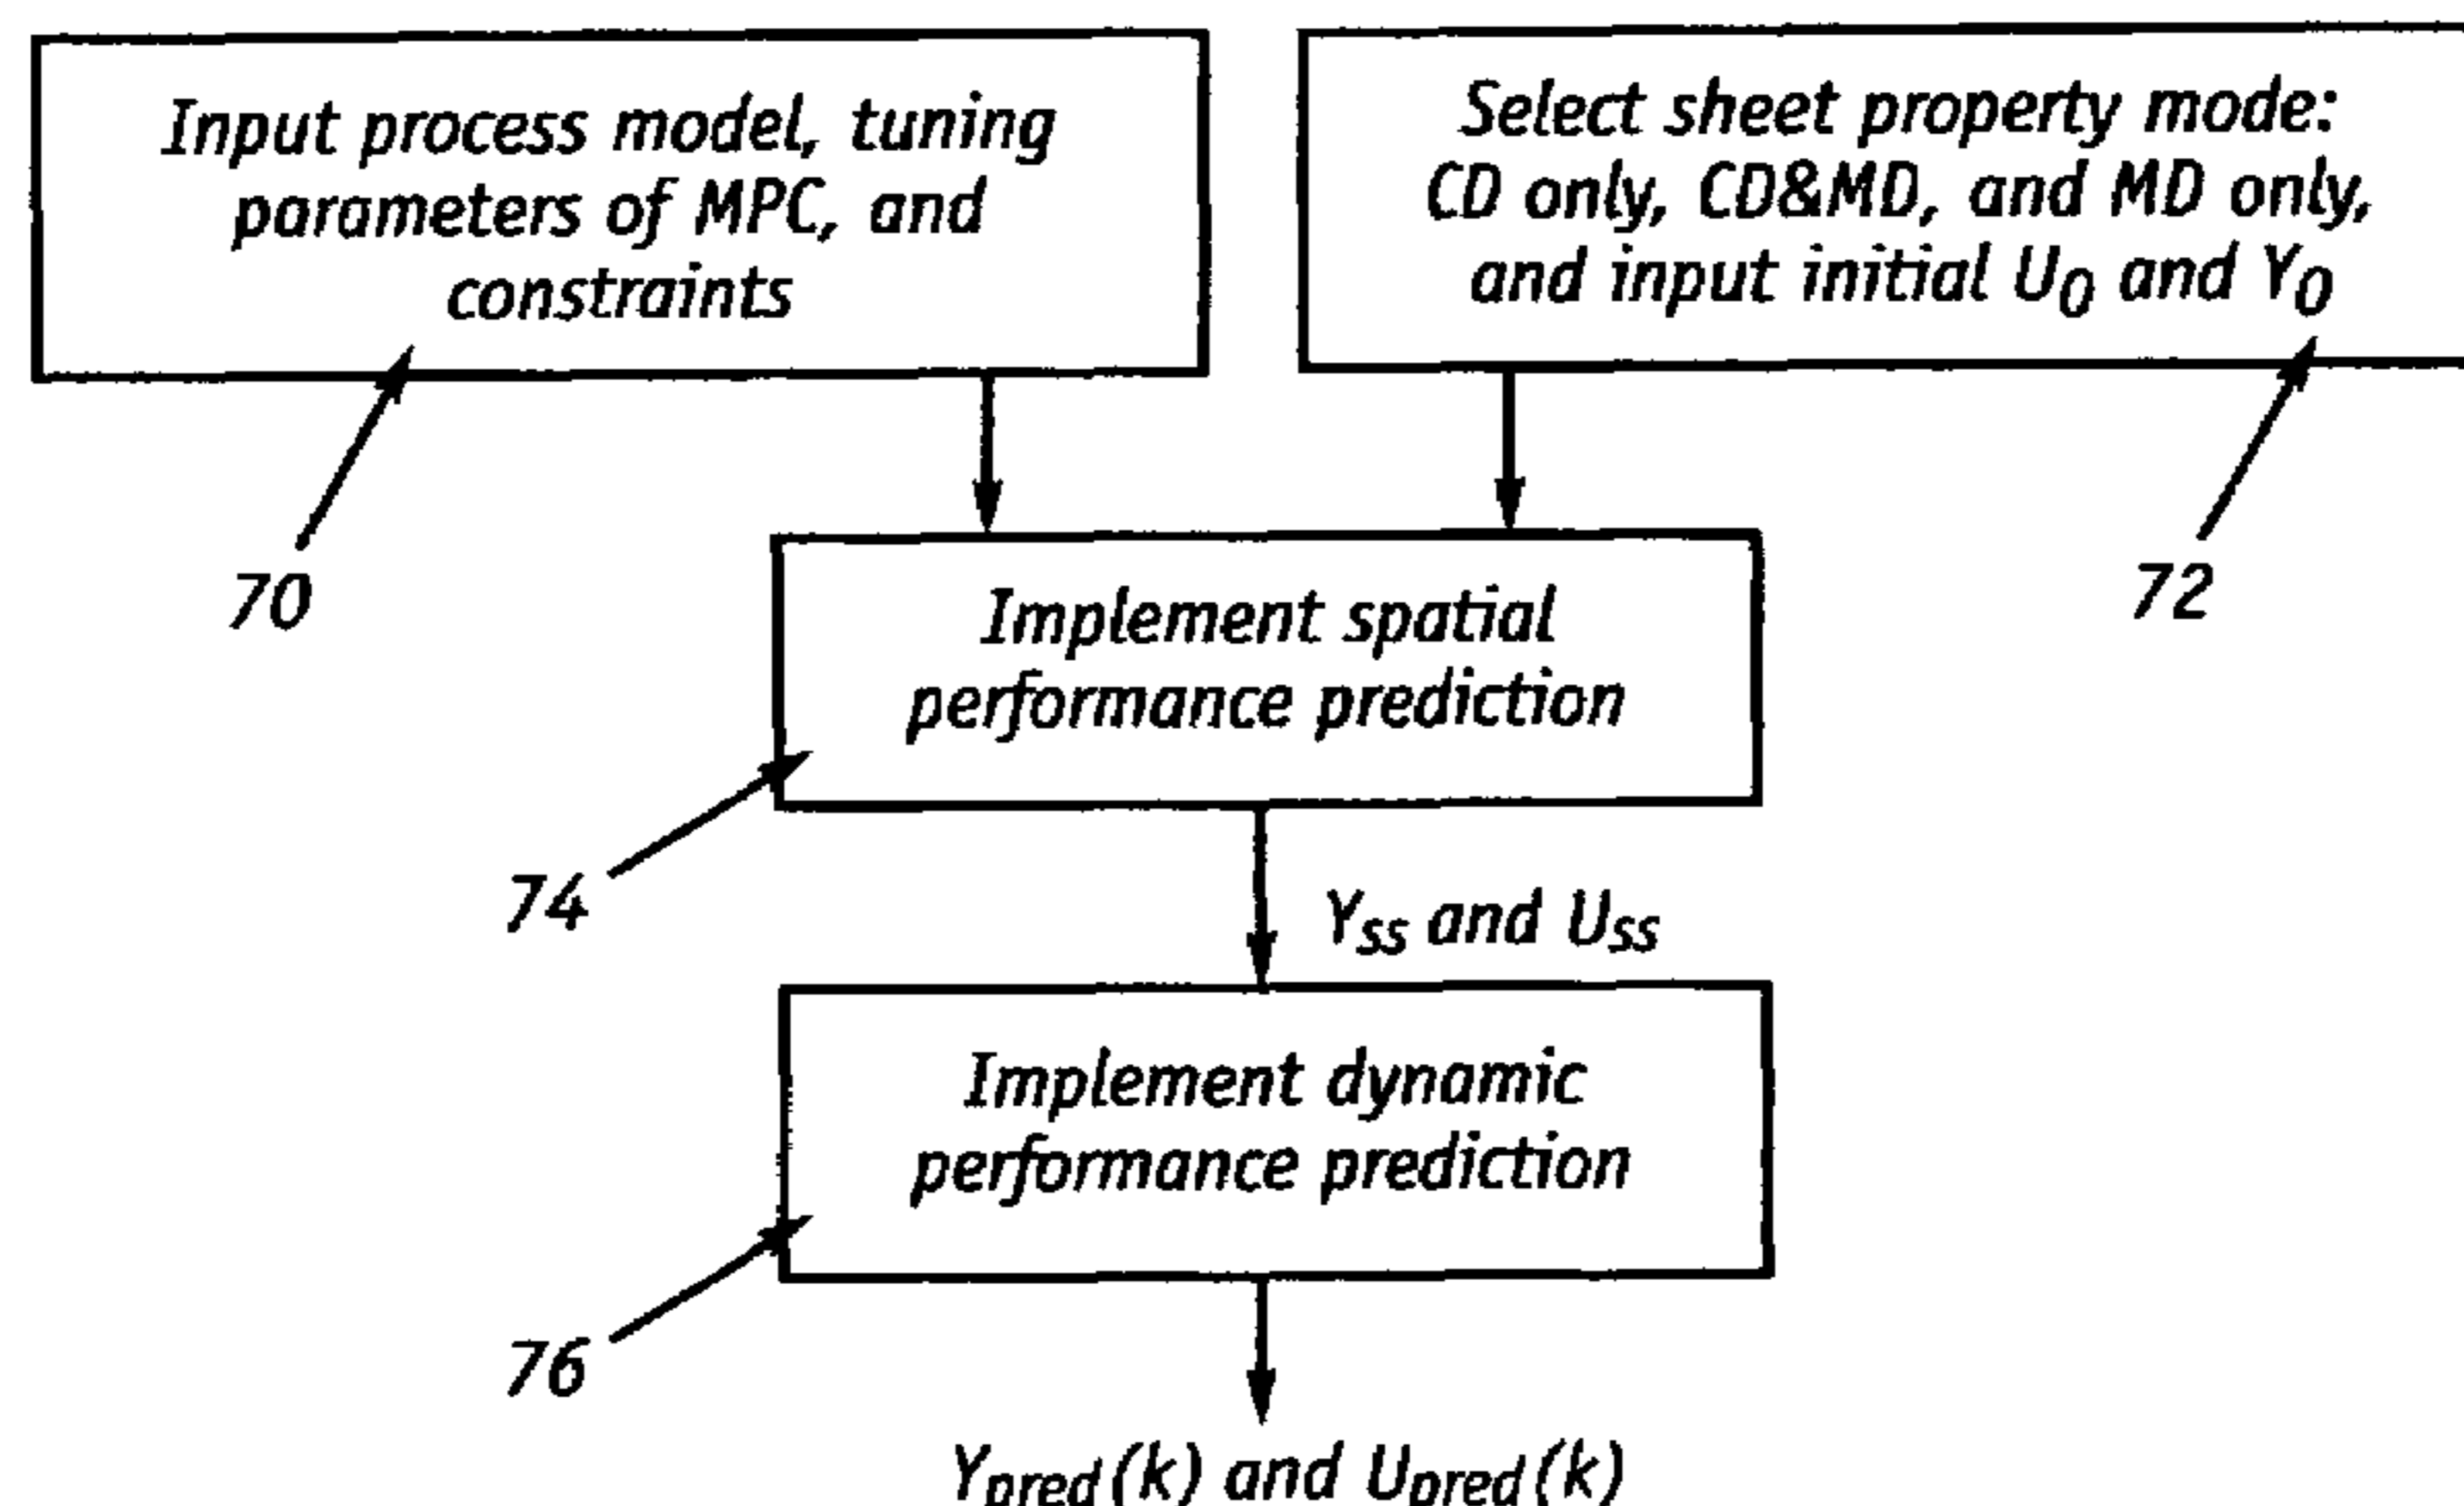 Input process model, tuning
parameters of MPC, and
constraints
Select sheet property mode:
CD only, CD&MD, and MD only,
and input initial U0 and Y0
70
72
Implement spatial
performance prediction
74
Yss and Uss
Implement dynamic
performance prediction
76
Ypred(k) and Upred(k)